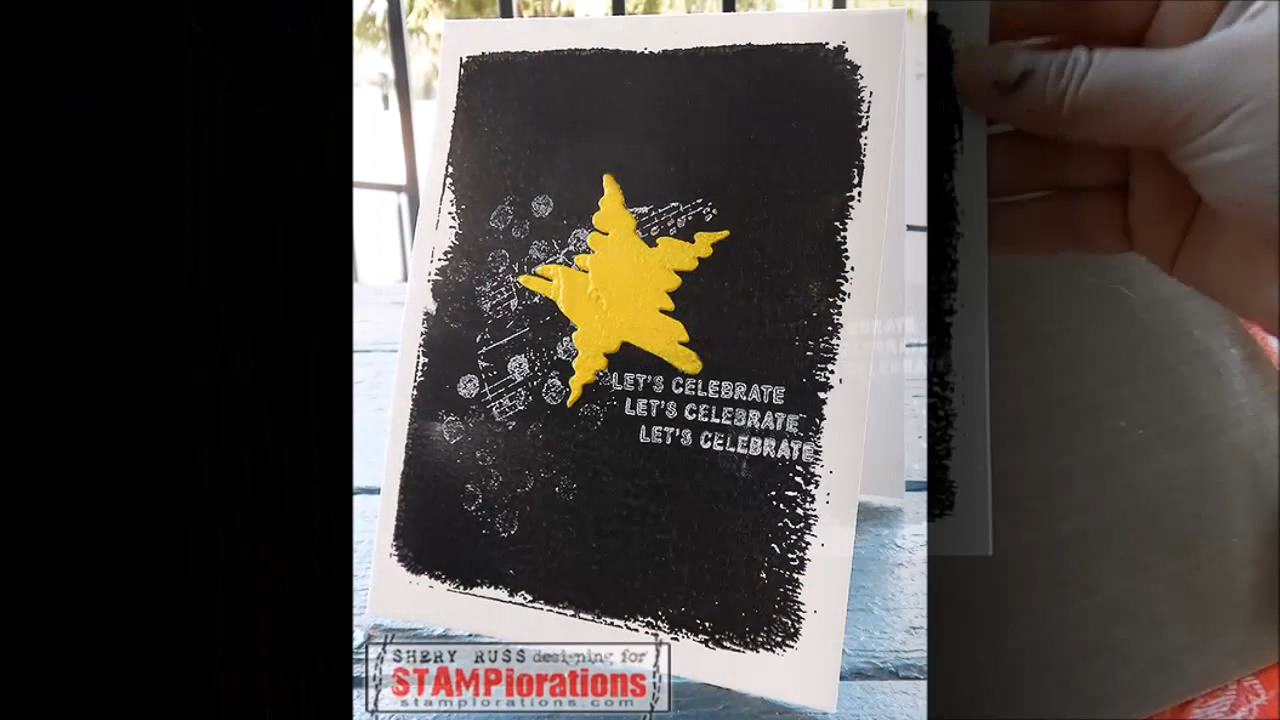 LET'S CELEBRATE
LET'S CELEBRATE
LET'S CELEBRATE
SHERY RUSS designing for
STAMPlorations
stamplorations.com